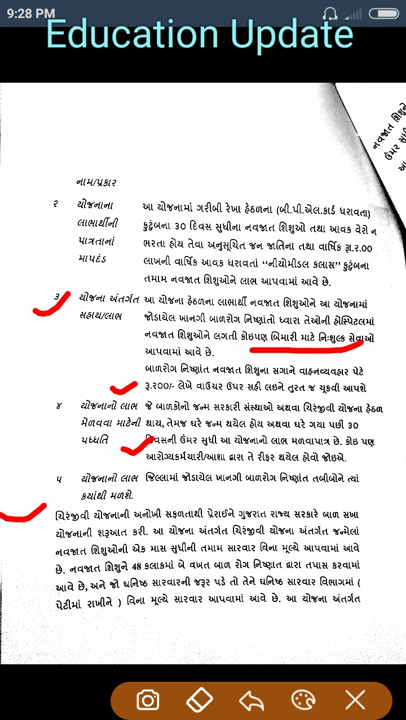 9:28 PM
Education Update
નવજાત શિશુ
ઉંમર સુધી
નામ/પ્રકાર
૨ યોજનાના આ યોજનામાં ગરીબી રેખા હેઠળના (બી.પી.એલ.કાર્ડ ધરાવતા)
લાભાર્થીની કુટુંબના 30 દિવસ સુધીના નવજાત શિશુઓ તથા આવક વેરો ન
પાત્રતાનાં ભરતા હોય તેવા અનુસૂચિત જન જાતિના તથા વાર્ષિક રૂા.૨.00
માપદંડ લાખની વાર્ષિક આવક ધરાવતાં ‘‘નીયોમીડલ કલાસ’’ કુટુંબના
તમામ નવજાત શિશુઓને લાભ આપવામાં આવે છે.
૩ યોજના અંતર્ગત આ યોજના હેઠળના લાભાર્થી નવજાત શિશુઓને આ યોજનામાં
સહાય/લાભ જોડાયેલ ખાનગી બાળરોગ નિષ્ણાંતો ધ્વારા તેઓની હોસ્પિટલમાં
નવજાત શિશુઓને લગતી કોઇપણ બિમારી માટે નિઃશુલ્ક સેવાઓ
આપવામાં આવે છે.
બાળરોગ નિષ્ણાંત નવજાત શિશુના સગાને વાહનવ્યવહાર પેટે
રૂ.૨૦૦/- લેખે વાઉચર ઉપર સહી લઇને તુરત જ ચૂકવી આપશે
૪ યોજનાનો લાભ જે બાળકોનો જન્મ સરકારી સંસ્થાઓ અથવા ચિરંજીવી યોજના હેઠળ
મેળવવા માટેની થાય, તેમજ ઘરે જન્મ થયેલ હોય અથવા ઘરે ગયા પછી 30
પધ્ધતિ દિવસની ઉંમર સુધી આ યોજનાનો લાભ મળવાપાત્ર છે. કોઇ પણ
આરોગ્યકર્મચારી/આશા દ્વારા તે રીફર થયેલ હોવો જોઇએ.
૫ યોજનાનો લાભ જિલ્લામાં જોડાયેલ ખાનગી બાળરોગ નિષ્ણાંત તબીબોને ત્યાં
કયાંથી મળશે.
ચિરંજીવી યોજનાની અનોખી સફળતાથી પ્રેરાઈને ગુજરાત રાજ્ય સરકારે બાળ સખા
યોજનાની શરૂઆત કરી. આ યોજના અંતર્ગત ચિરંજીવી યોજના અંતર્ગત જન્મેલાં
નવજાત શિશુઓની એક માસ સુધીની તમામ સારવાર વિના મૂલ્યે આપવામાં આવે
છે. નવજાત શિશુને 48 કલાકમાં બે વખત બાળ રોગ નિષ્ણાત દ્વારા તપાસ કરવામાં
આવે છે, અને જો ઘનિષ્ઠ સારવારની જરૂર પડે તો તેને ઘનિષ્ઠ સારવાર વિભાગમાં (
પેટીમાં રાખીને ) વિના મૂલ્યે સારવાર આપવામાં આવે છે. આ યોજના અંતર્ગત